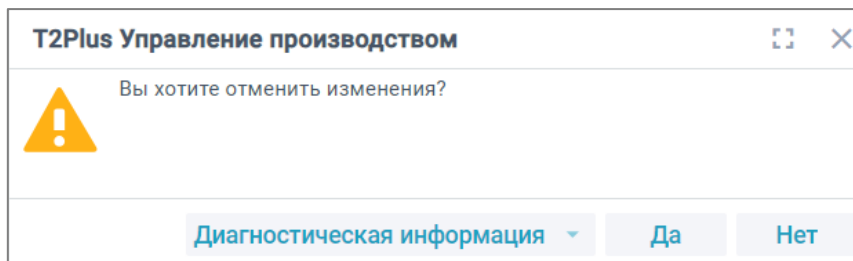 T2Plus Управление производством
Вы хотите отменить изменения?
Диагностическая информация Да Нет